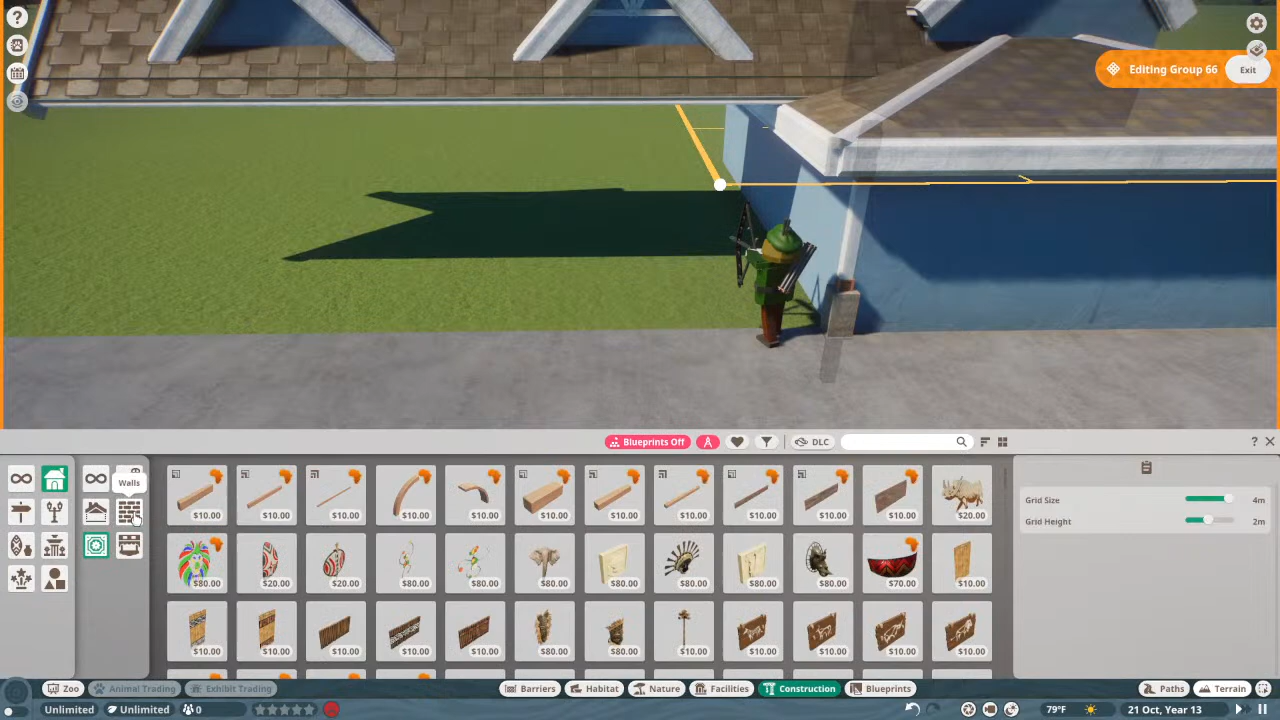 ?
Editing Group 66
Exit
Blueprints Off
DLC
?
Walls
$10.00 $10.00 $10.00 $10.00 $10.00 $10.00 $10.00 $10.00 $10.00 $10.00 $10.00 $20.00
$80.00 $20.00 $20.00 $80.00 $80.00 $80.00 $80.00 $80.00 $80.00 $80.00 $70.00 $10.00
$10.00 $10.00 $10.00 $10.00 $10.00 $80.00 $80.00 $10.00 $10.00 $10.00 $10.00 $10.00
Grid Size 4m
Grid Height 2m
Zoo Animal Trading Exhibit Trading Barriers Habitat Nature Facilities Construction Blueprints Paths Terrain
Unlimited Unlimited 0 79°F 21 Oct, Year 13